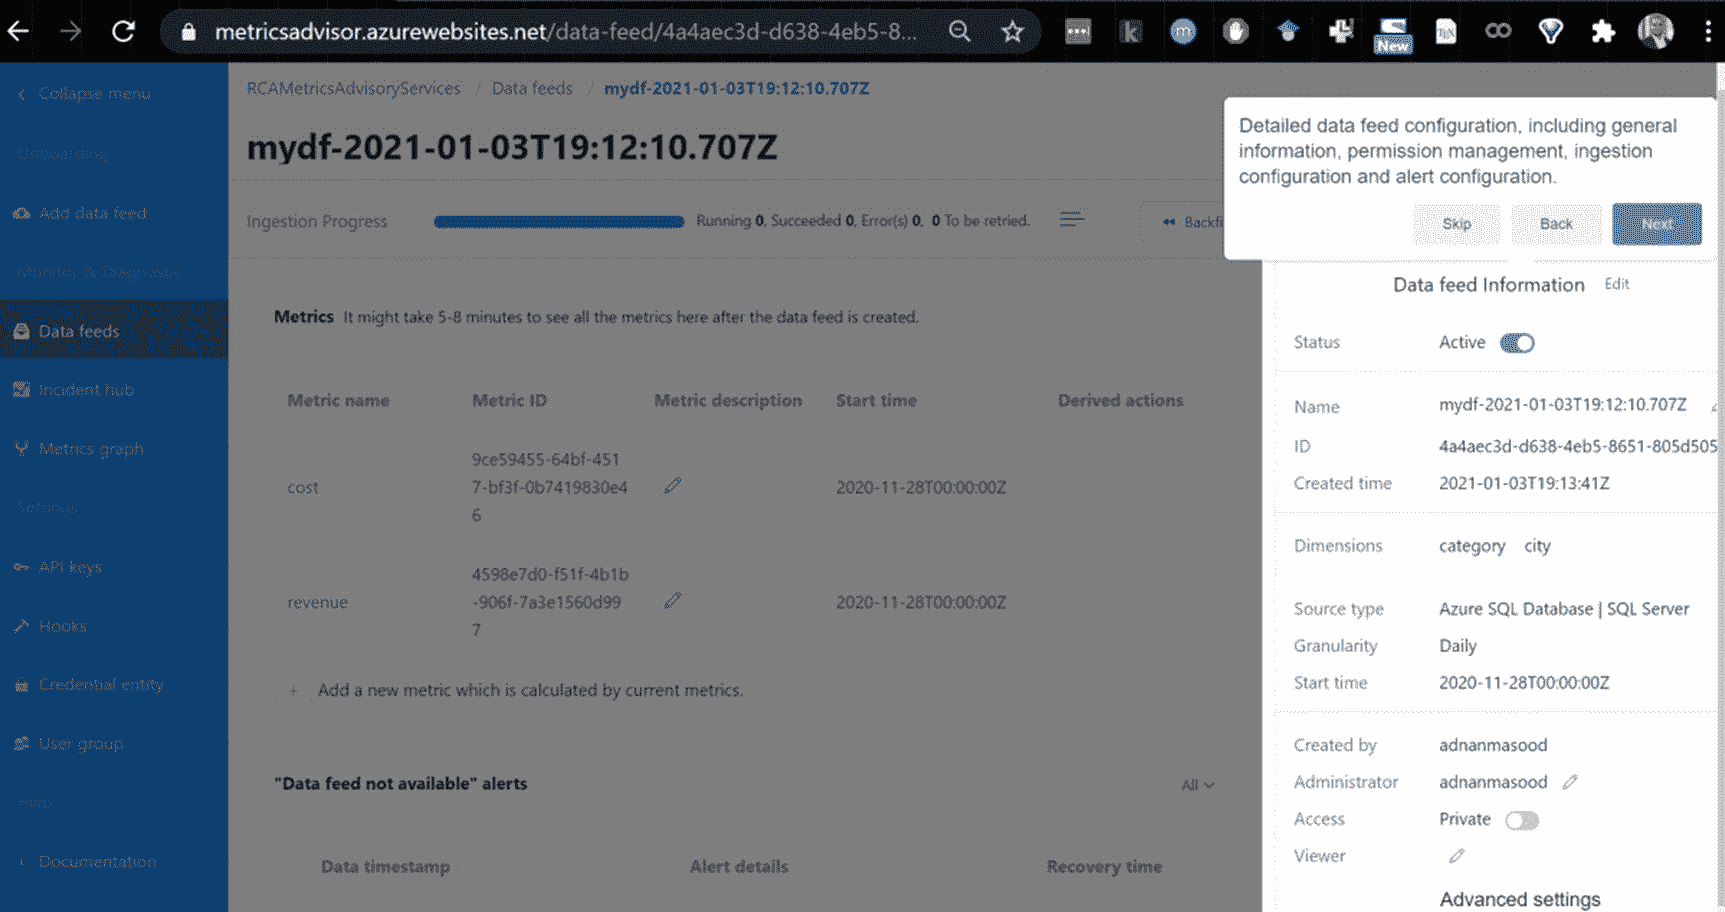 metricsadvisor.azurewebsites.net/data-feed/4a4aec3d-d638-4eb5-8...
New
Collapse menu
Onboarding
Add data feed
Monitor & Diagnostic
Data feeds
Incident hub
Metrics graph
Settings
API keys
Hooks
Credential entity
User group
Help
Documentation
RCAMetricsAdvisoryServices / Data feeds / mydf-2021-01-03T19:12:10.707Z
mydf-2021-01-03T19:12:10.707Z
Ingestion Progress Running 0, Succeeded 0, Error(s) 0, 0 To be retried. Backfi
Metrics It might take 5-8 minutes to see all the metrics here after the data feed is created.
Metric name Metric ID Metric description Start time Derived actions
9ce59455-64bf-451
cost 7-bf3f-0b7419830e4 2020-11-28T00:00:00Z
6
4598e7d0-f51f-4b1b
revenue -906f-7a3e1560d99 2020-11-28T00:00:00Z
7
+ Add a new metric which is calculated by current metrics.
"Data feed not available" alerts All
Data timestamp Alert details Recovery time
Detailed data feed configuration, including general
information, permission management, ingestion
configuration and alert configuration.
Skip Back Next
Data feed Information Edit
Status Active
Name mydf-2021-01-03T19:12:10.707Z
ID 4a4aec3d-d638-4eb5-8651-805d505
Created time 2021-01-03T19:13:41Z
Dimensions category city
Source type Azure SQL Database | SQL Server
Granularity Daily
Start time 2020-11-28T00:00:00Z
Created by adnanmasood
Administrator adnanmasood
Access Private
Viewer
Advanced settings